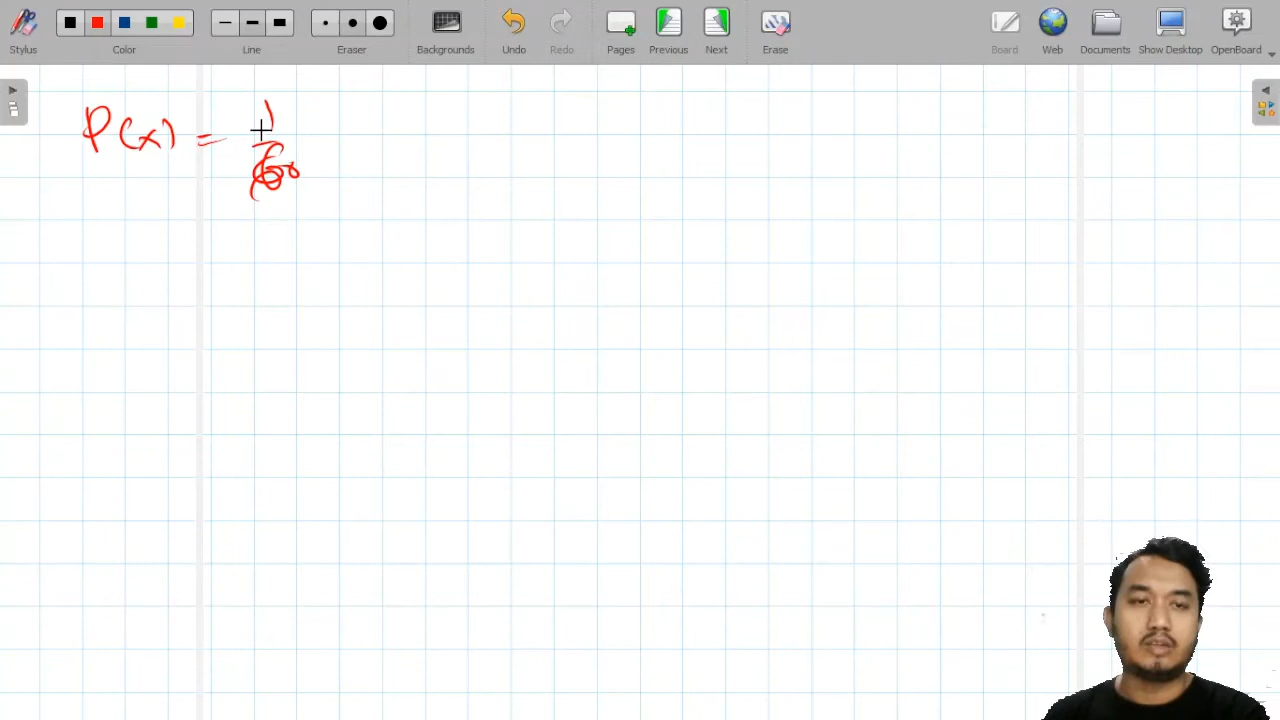 Stylus Color Line Eraser Backgrounds Undo Redo Pages Previous Next Erase Board Web Documents Show Desktop OpenBoard
P(x) = 1